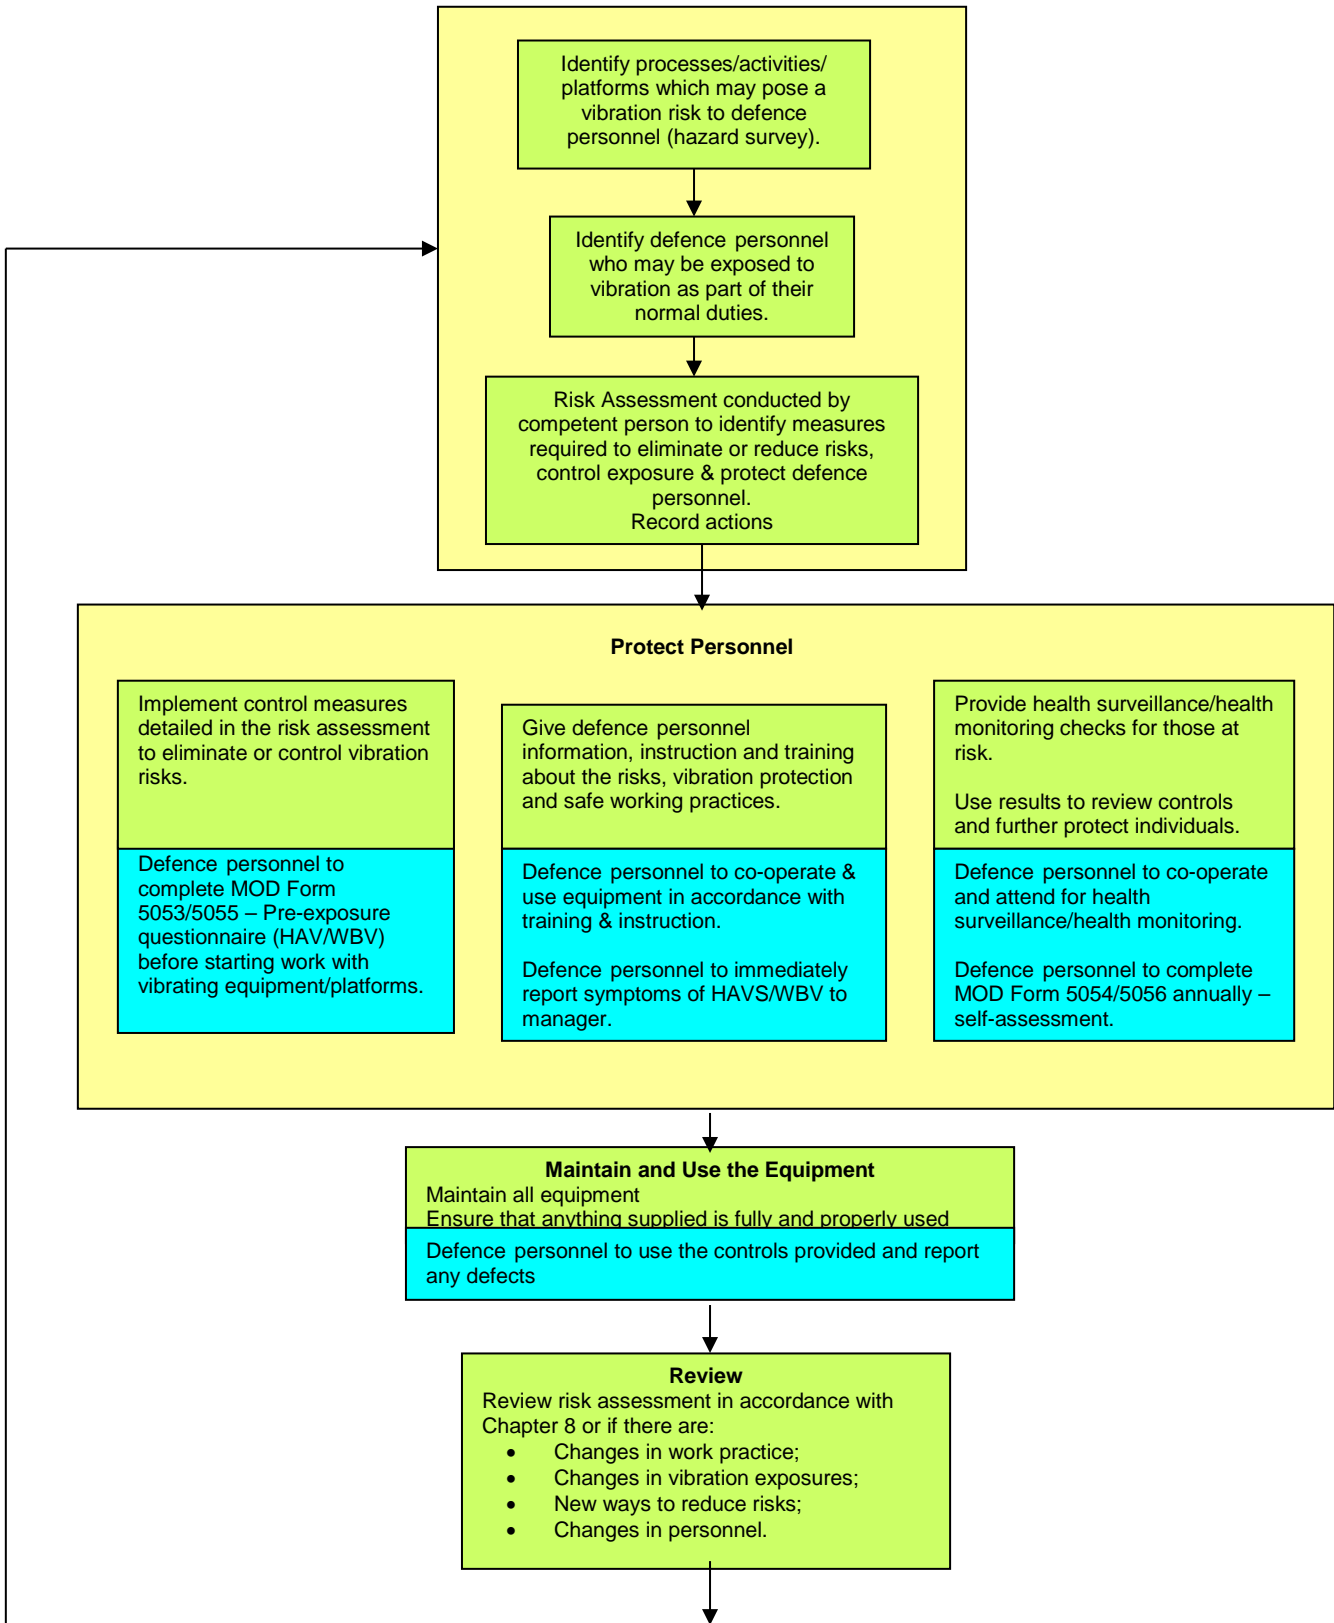 Identify processes/activities/
platforms which may pose a
vibration risk to defence
personnel (hazard survey).
Identify defence personnel
who may be exposed to
vibration as part of their
normal duties.
Risk Assessment conducted by
competent person to identify measures
required to eliminate or reduce risks,
control exposure & protect defence
personnel.
Record actions
Protect Personnel
Implement control measures
detailed in the risk assessment
to eliminate or control vibration
risks.
Defence personnel to
complete MOD Form
5053/5055 – Pre-exposure
questionnaire (HAV/WBV)
before starting work with
vibrating equipment/platforms.
Give defence personnel
information, instruction and training
about the risks, vibration protection
and safe working practices.
Defence personnel to co-operate &
use equipment in accordance with
training & instruction.
Defence personnel to immediately
report symptoms of HAVS/WBV to
manager.
Provide health surveillance/health
monitoring checks for those at
risk.
Use results to review controls
and further protect individuals.
Defence personnel to co-operate
and attend for health
surveillance/health monitoring.
Defence personnel to complete
MOD Form 5054/5056 annually –
self-assessment.
Maintain and Use the Equipment
Maintain all equipment
Ensure that anything supplied is fully and properly used
Defence personnel to use the controls provided and report
any defects
Review
Review risk assessment in accordance with
Chapter 8 or if there are:
• Changes in work practice;
• Changes in vibration exposures;
• New ways to reduce risks;
• Changes in personnel.